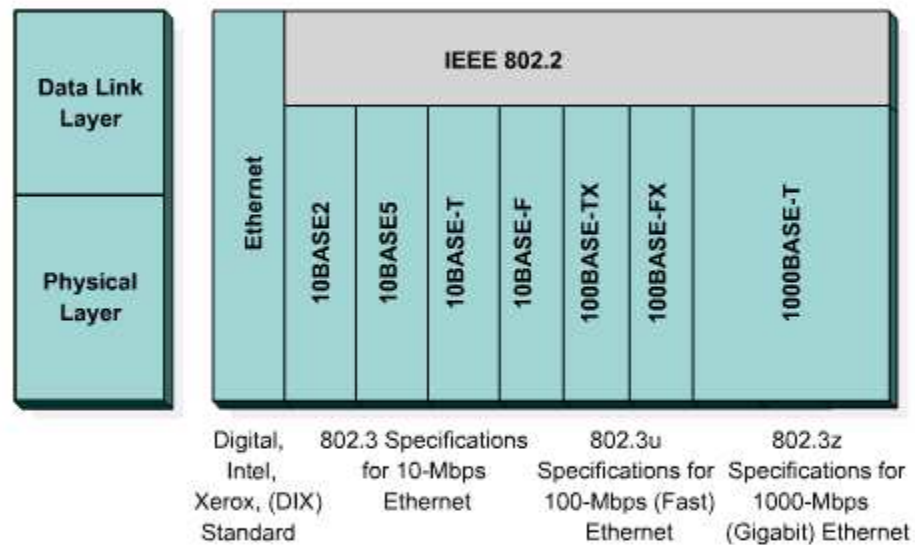 Data Link
Layer
Physical
Layer
IEEE 802.2
Ethernet
10BASE2
10BASE5
10BASE-T
10BASE-F
100BASE-TX
100BASE-FX
1000BASE-T
Digital,
Intel,
Xerox, (DIX)
Standard
802.3 Specifications
for 10-Mbps
Ethernet
802.3u
Specifications for
100-Mbps (Fast)
Ethernet
802.3z
Specifications for
1000-Mbps
(Gigabit) Ethernet